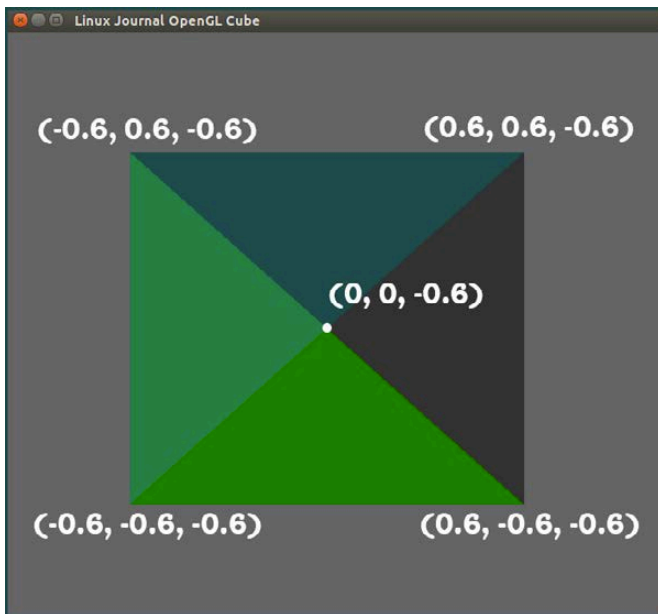 Linux Journal OpenGL Cube
(-0.6, 0.6, -0.6) (0.6, 0.6, -0.6)
(0, 0, -0.6)
(-0.6, -0.6, -0.6) (0.6, -0.6, -0.6)